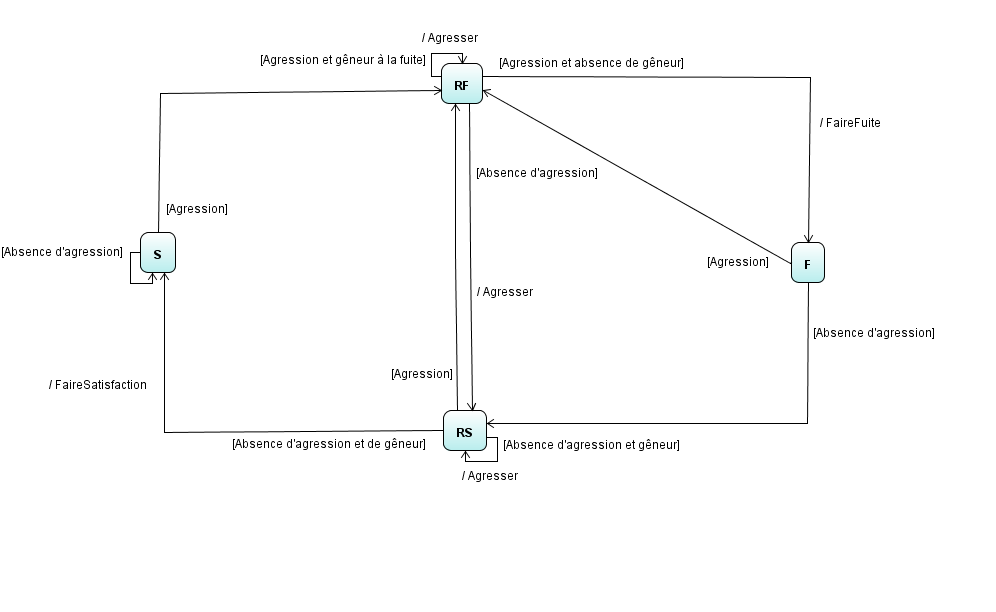 / Agresser
[Agression et gêneur à la fuite]
[Agression et absence de gêneur]
RF
/ FaireFuite
[Absence d'agression]
[Agression]
[Absence d'agression]
S
[Agression]
F
/ Agresser
[Absence d'agression]
[Agression]
/ FaireSatisfaction
RS
[Absence d'agression et de gêneur]
[Absence d'agression et gêneur]
/ Agresser